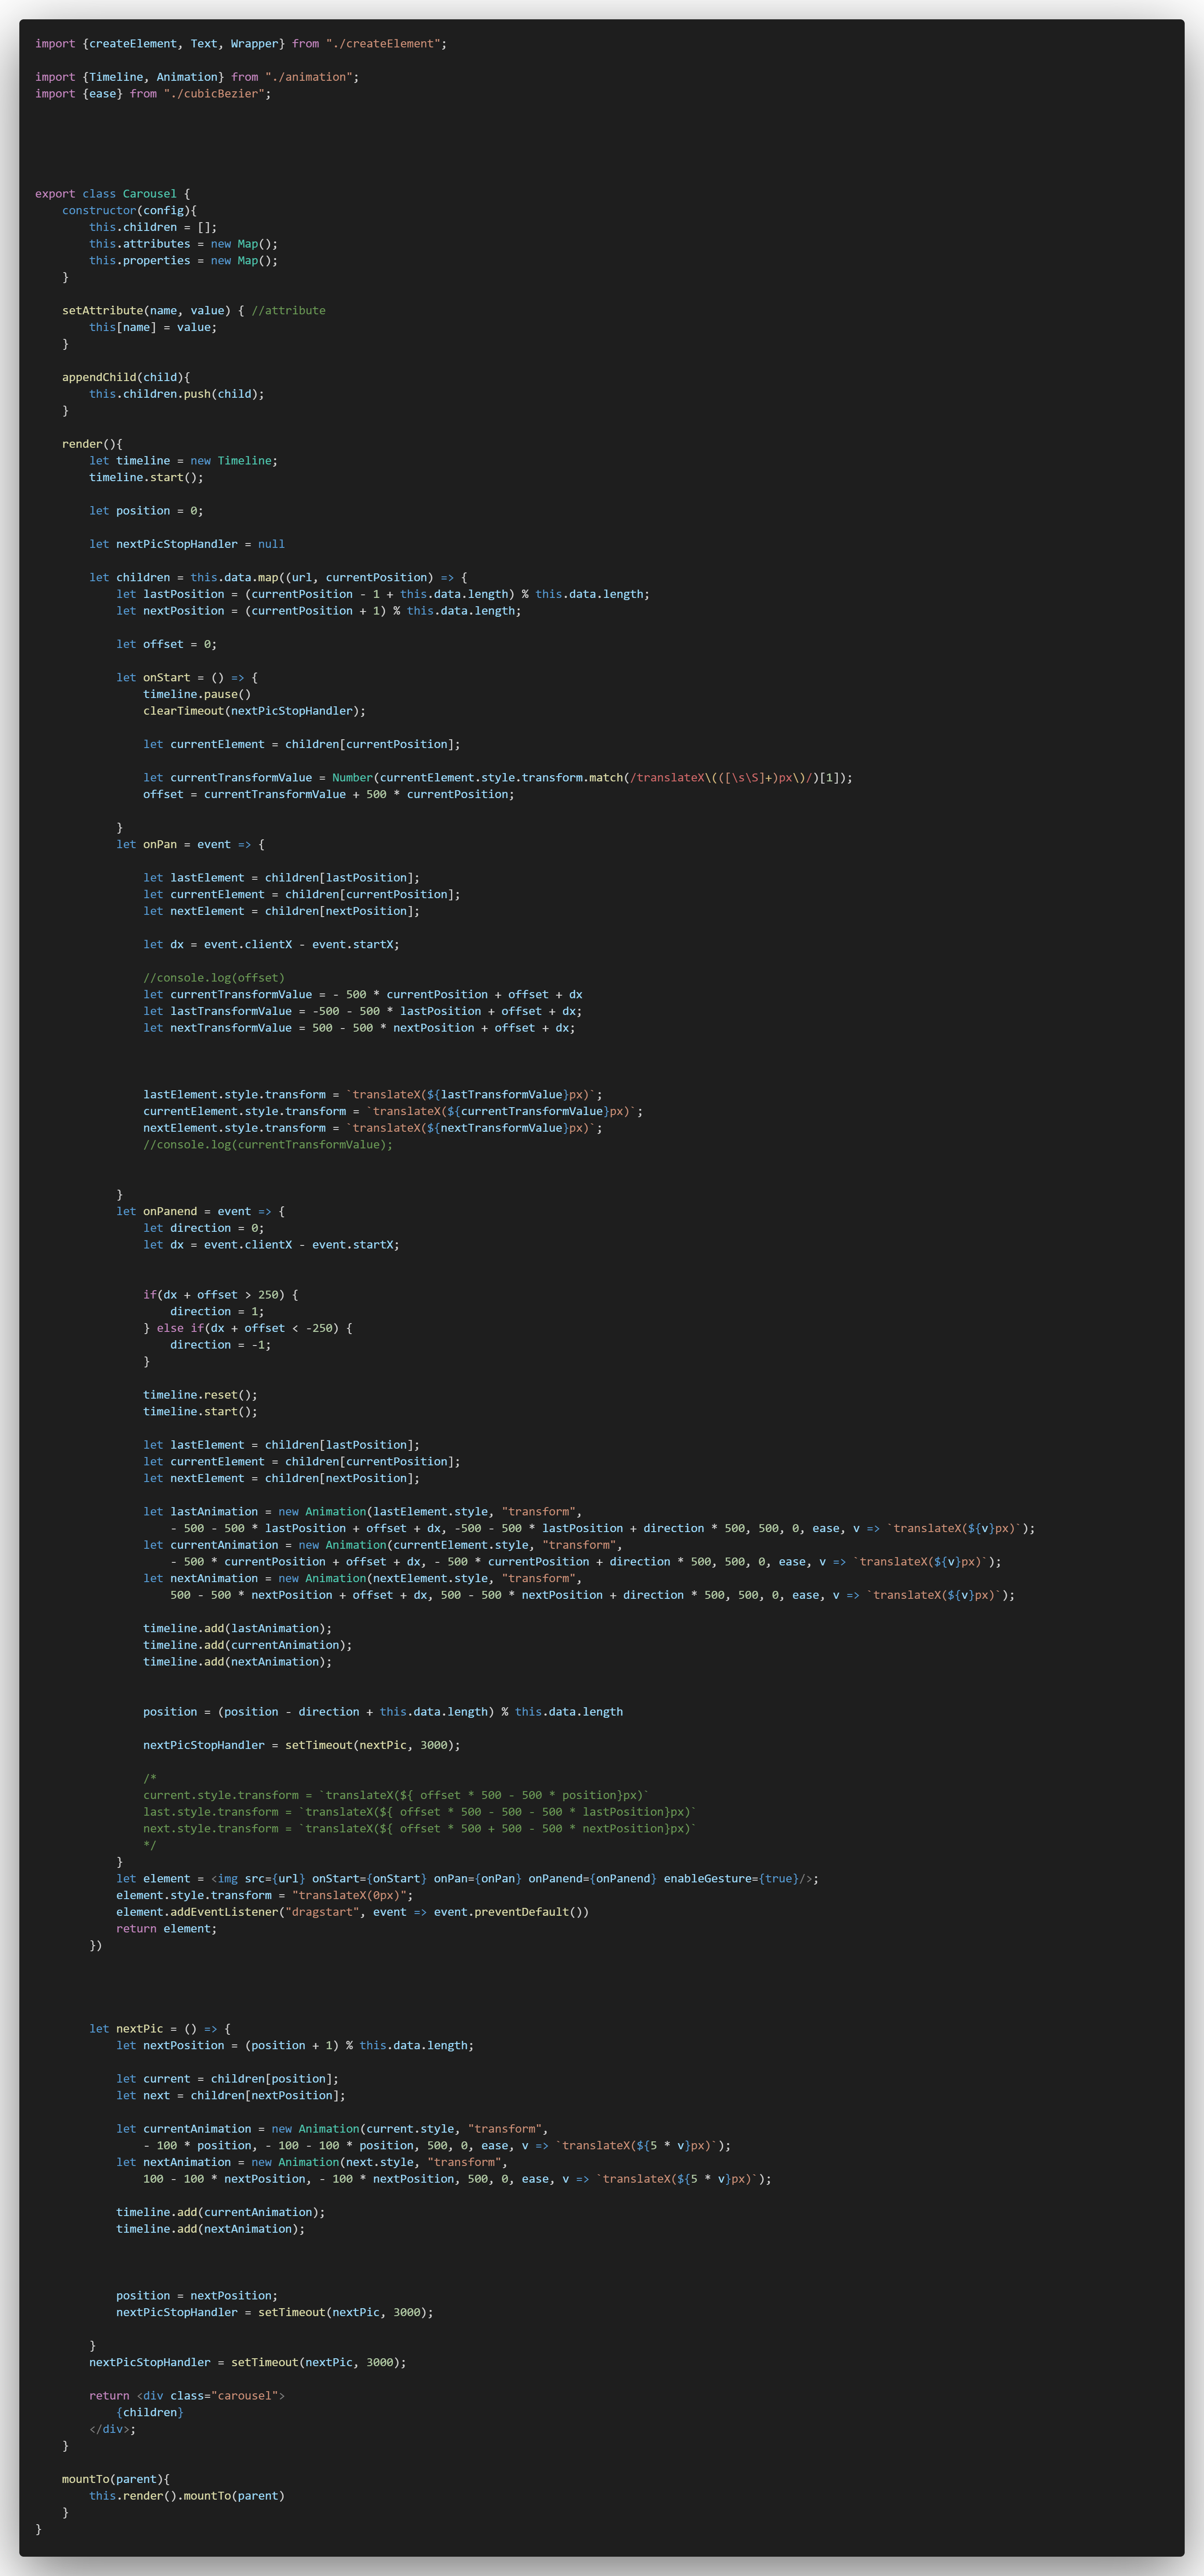 import {createElement, Text, Wrapper} from "./createElement";
import {Timeline, Animation} from "./animation";
import {ease} from "./cubicBezier";
export class Carousel {
    constructor(config){
        this.children = [];
        this.attributes = new Map();
        this.properties = new Map();
    }
    setAttribute(name, value) { //attribute
        this[name] = value;
    }
    appendChild(child){
        this.children.push(child);
    }
    render(){
        let timeline = new Timeline;
        timeline.start();
        let position = 0;
        let nextPicStopHandler = null
        let children = this.data.map((url, currentPosition) => {
            let lastPosition = (currentPosition - 1 + this.data.length) % this.data.length;
            let nextPosition = (currentPosition + 1) % this.data.length;
            let offset = 0;
            let onStart = () => {
                timeline.pause()
                clearTimeout(nextPicStopHandler);
                let currentElement = children[currentPosition];
                let currentTransformValue = Number(currentElement.style.transform.match(/translateX\(([\s\S]+)px\)/)[1]);
                offset = currentTransformValue + 500 * currentPosition;
            }
            let onPan = event => {
                let lastElement = children[lastPosition];
                let currentElement = children[currentPosition];
                let nextElement = children[nextPosition];
                let dx = event.clientX - event.startX;
                //console.log(offset)
                let currentTransformValue = - 500 * currentPosition + offset + dx
                let lastTransformValue = -500 - 500 * lastPosition + offset + dx;
                let nextTransformValue = 500 - 500 * nextPosition + offset + dx;
                lastElement.style.transform = `translateX(${lastTransformValue}px)`;
                currentElement.style.transform = `translateX(${currentTransformValue}px)`;
                nextElement.style.transform = `translateX(${nextTransformValue}px)`;
                //console.log(currentTransformValue);
            }
            let onPanend = event => {
                let direction = 0;
                let dx = event.clientX - event.startX;
                if(dx + offset > 250) {
                    direction = 1;
                } else if(dx + offset < -250) {
                    direction = -1;
                }
                timeline.reset();
                timeline.start();
                let lastElement = children[lastPosition];
                let currentElement = children[currentPosition];
                let nextElement = children[nextPosition];
                let lastAnimation = new Animation(lastElement.style, "transform",
                    - 500 - 500 * lastPosition + offset + dx, -500 - 500 * lastPosition + direction * 500, 500, 0, ease, v => `translateX(${v}px)`);
                let currentAnimation = new Animation(currentElement.style, "transform",
                    - 500 * currentPosition + offset + dx, - 500 * currentPosition + direction * 500, 500, 0, ease, v => `translateX(${v}px)`);
                let nextAnimation = new Animation(nextElement.style, "transform",
                    500 - 500 * nextPosition + offset + dx, 500 - 500 * nextPosition + direction * 500, 500, 0, ease, v => `translateX(${v}px)`);
                timeline.add(lastAnimation);
                timeline.add(currentAnimation);
                timeline.add(nextAnimation);
                position = (position - direction + this.data.length) % this.data.length
                nextPicStopHandler = setTimeout(nextPic, 3000);
                /*
                current.style.transform = `translateX(${ offset * 500 - 500 * position}px)`
                last.style.transform = `translateX(${ offset * 500 - 500 - 500 * lastPosition}px)`
                next.style.transform = `translateX(${ offset * 500 + 500 - 500 * nextPosition}px)`
                */
            }
            let element = <img src={url} onStart={onStart} onPan={onPan} onPanend={onPanend} enableGesture={true}/>;
            element.style.transform = "translateX(0px)";
            element.addEventListener("dragstart", event => event.preventDefault())
            return element;
        })
        let nextPic = () => {
            let nextPosition = (position + 1) % this.data.length;
            let current = children[position];
            let next = children[nextPosition];
            let currentAnimation = new Animation(current.style, "transform",
                - 100 * position, - 100 - 100 * position, 500, 0, ease, v => `translateX(${5 * v}px)`);
            let nextAnimation = new Animation(next.style, "transform",
                100 - 100 * nextPosition, - 100 * nextPosition, 500, 0, ease, v => `translateX(${5 * v}px)`);
            timeline.add(currentAnimation);
            timeline.add(nextAnimation);
            position = nextPosition;
            nextPicStopHandler = setTimeout(nextPic, 3000);
        }
        nextPicStopHandler = setTimeout(nextPic, 3000);
        return <div class="carousel">
            {children}
        </div>;
    }
    mountTo(parent){
        this.render().mountTo(parent)
    }
}